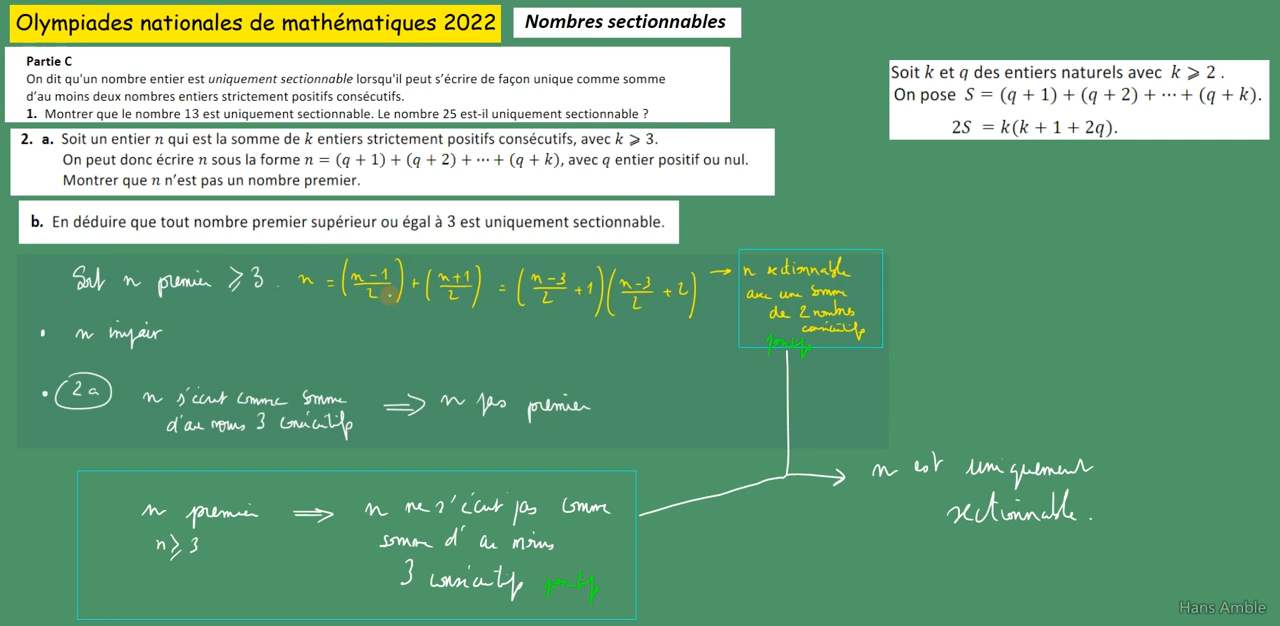 Olympiades nationales de mathématiques 2022
Nombres sectionnables
Partie C
On dit qu'un nombre entier est uniquement sectionnable lorsqu'il peut s'écrire de façon unique comme somme
d'au moins deux nombres entiers strictement positifs consécutifs.
1. Montrer que le nombre 13 est uniquement sectionnable. Le nombre 25 est-il uniquement sectionnable ?
Soit k et q des entiers naturels avec k ⩾ 2 .
On pose S = (q + 1) + (q + 2) + ⋯ + (q + k).
2S = k(k + 1 + 2q).
2. a. Soit un entier n qui est la somme de k entiers strictement positifs consécutifs, avec k ⩾ 3.
On peut donc écrire n sous la forme n = (q + 1) + (q + 2) + ⋯ + (q + k), avec q entier positif ou nul.
Montrer que n n'est pas un nombre premier.
b. En déduire que tout nombre premier supérieur ou égal à 3 est uniquement sectionnable.
Soit n premier ⩾ 3. n = ((n-1)/2) + ((n+1)/2) = ((n-3)/2 + 1)((n-3)/2 + 2) → n sectionnable
avec une somme
de 2 nombres
consécutifs
positifs
• n impair
• 2a n s'écrit comme somme
d'au moins 3 consécutifs
⟹ n pas premier
n premier ⟹ n ne s'écrit pas comme
n ⩾ 3
somme d'au moins
3 consécutifs positifs
n est uniquement
sectionnable.
Hans Amble